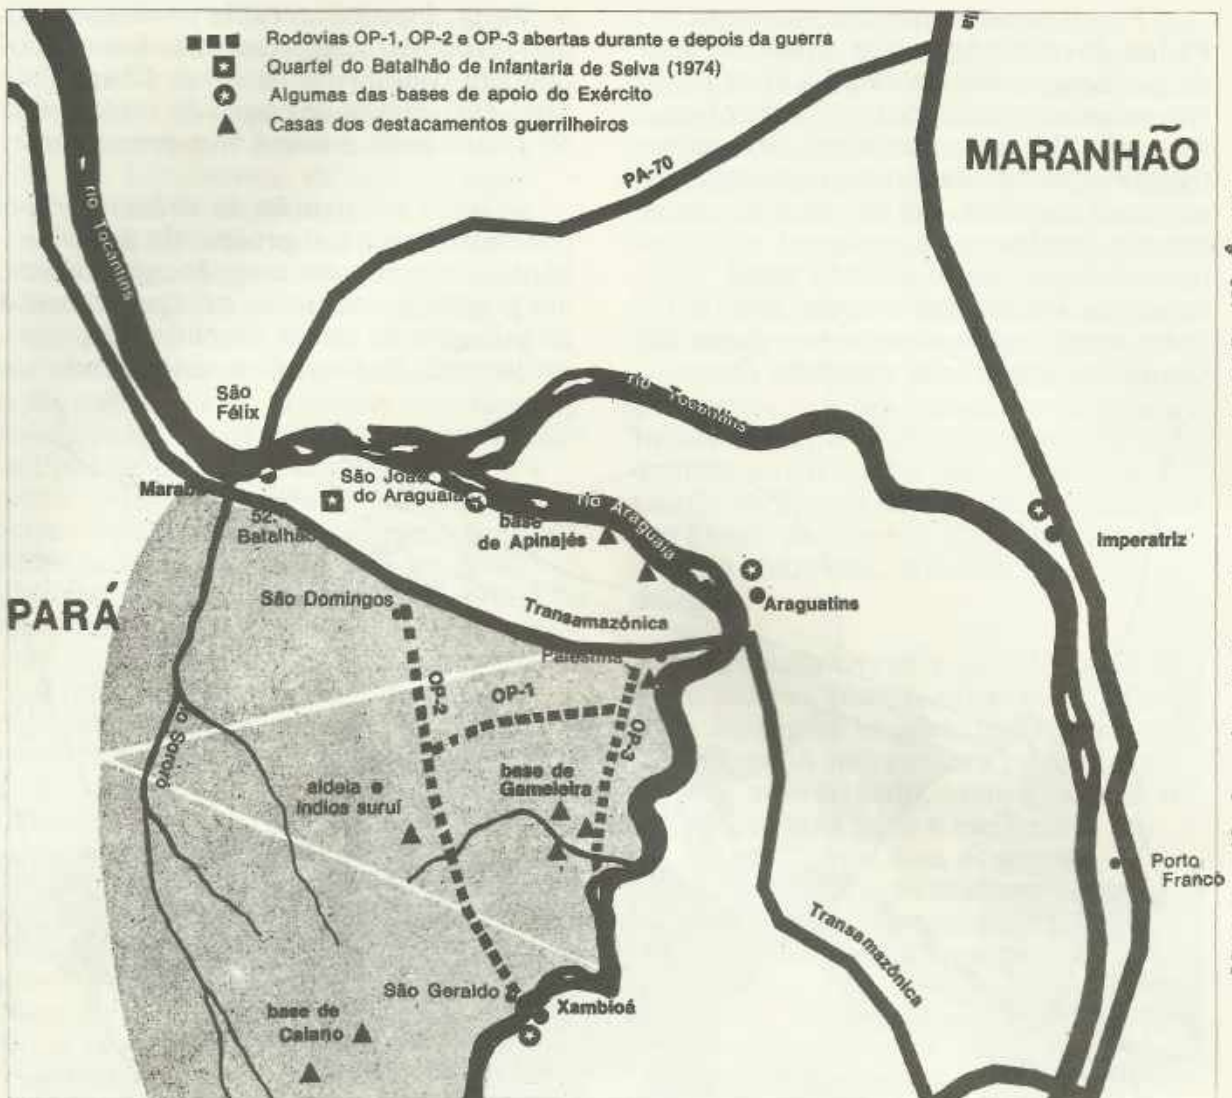 Rodovias OP-1, OP-2 e OP-3 abertas durante e depois da guerra
Quartel do Batalhão de Infantaria de Selva (1974)
Algumas das bases de apoio do Exército
Casas dos destacamentos guerrilheiros
MARANHÃO
PA-70
rio Tocantins
rio Tocantins
São
Félix
Marabá
São João
do Araguaia
52.
Batalhão
base
de Apinajés
rio Araguaia
Imperatriz
Araguatins
PARÁ
São Domingos
Transamazônica
Palestina
OP-2
OP-1
OP-3
Sororó
aldeia
índios suruí
base de
Gameleira
Porto
Franco
Transamazônica
São Geraldo
Xambioá
base de
Caiano